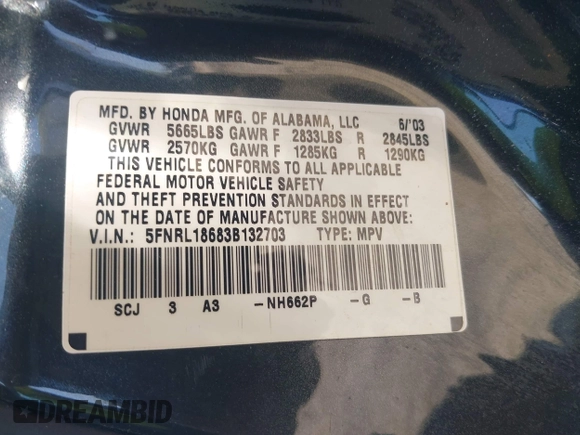 MFD. BY HONDA MFG. OF ALABAMA, LLC 6/'03
GVWR 5665LBS GAWR F 2833LBS R 2845LBS
GVWR 2570KG GAWR F 1285KG R 1290KG
THIS VEHICLE CONFORMS TO ALL APPLICABLE
FEDERAL MOTOR VEHICLE SAFETY
AND THEFT PREVENTION STANDARDS IN EFFECT
ON THE DATE OF MANUFACTURE SHOWN ABOVE:
V.I.N.: 5FNRL18683B132703 TYPE: MPV
SCJ 3 A3 -NH662P -G -B
DREAMBID